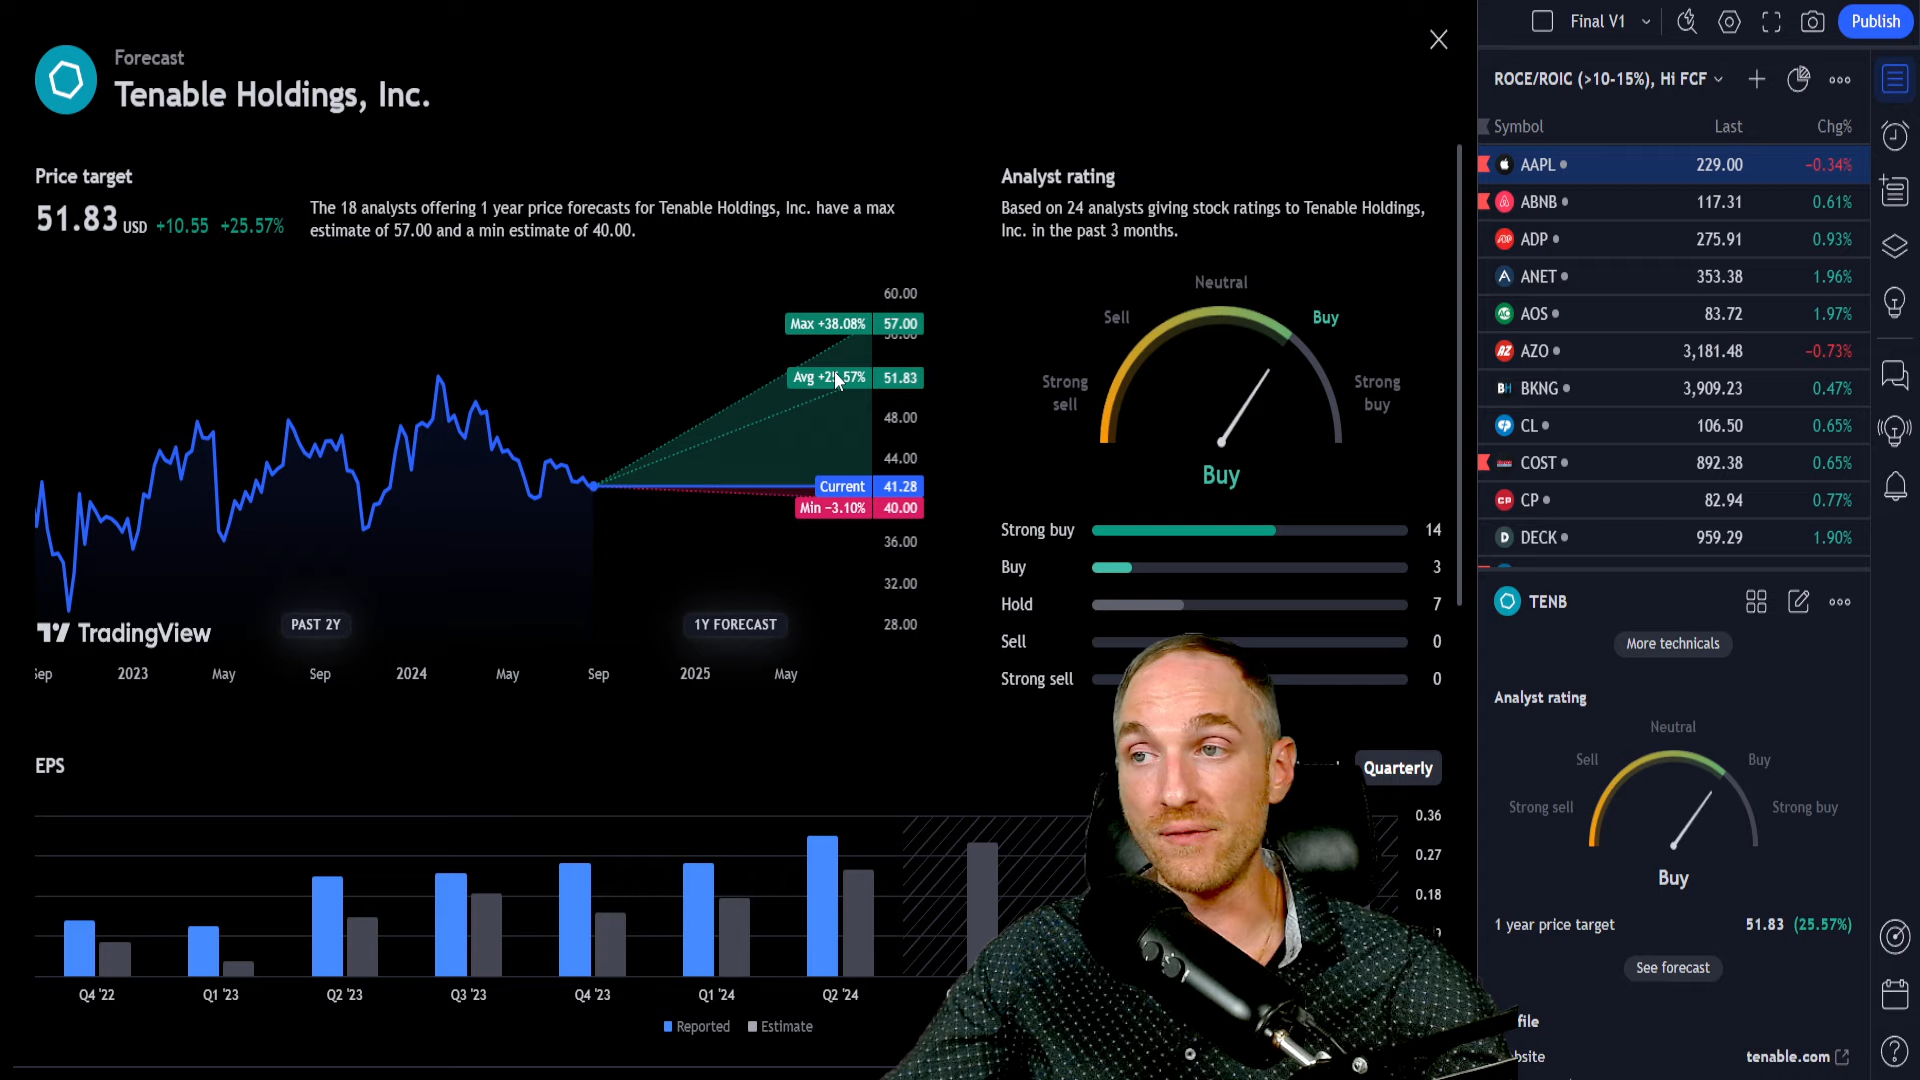 Forecast
Tenable Holdings, Inc.
Price target
51.83 USD +10.55 +25.57%
The 18 analysts offering 1 year price forecasts for Tenable Holdings, Inc. have a max
estimate of 57.00 and a min estimate of 40.00.
60.00
Max +38.08% 57.00
Avg +25.57% 51.83
48.00
44.00
Current 41.28
Min −3.10% 40.00
36.00
32.00
28.00
TradingView
PAST 2Y
1Y FORECAST
Sep 2023 May Sep 2024 May Sep 2025 May
Analyst rating
Based on 24 analysts giving stock ratings to Tenable Holdings,
Inc. in the past 3 months.
Neutral
Sell
Buy
Strong
sell
Strong
buy
Buy
Strong buy 14
Buy 3
Hold 7
Sell 0
Strong sell 0
EPS
Quarterly
0.36
0.27
0.18
Q4 '22 Q1 '23 Q2 '23 Q3 '23 Q4 '23 Q1 '24 Q2 '24
Reported Estimate
Final V1
Publish
ROCE/ROIC (>10-15%), Hi FCF
Symbol Last Chg%
AAPL 229.00 −0.34%
ABNB 117.31 0.61%
ADP 275.91 0.93%
ANET 353.38 1.96%
AOS 83.72 1.97%
AZO 3,181.48 −0.73%
BKNG 3,909.23 0.47%
CL 106.50 0.65%
COST 892.38 0.65%
CP 82.94 0.77%
DECK 959.29 1.90%
TENB
More technicals
Analyst rating
Neutral
Sell
Buy
Strong sell
Strong buy
Buy
1 year price target 51.83 (25.57%)
See forecast
file
bsite tenable.com